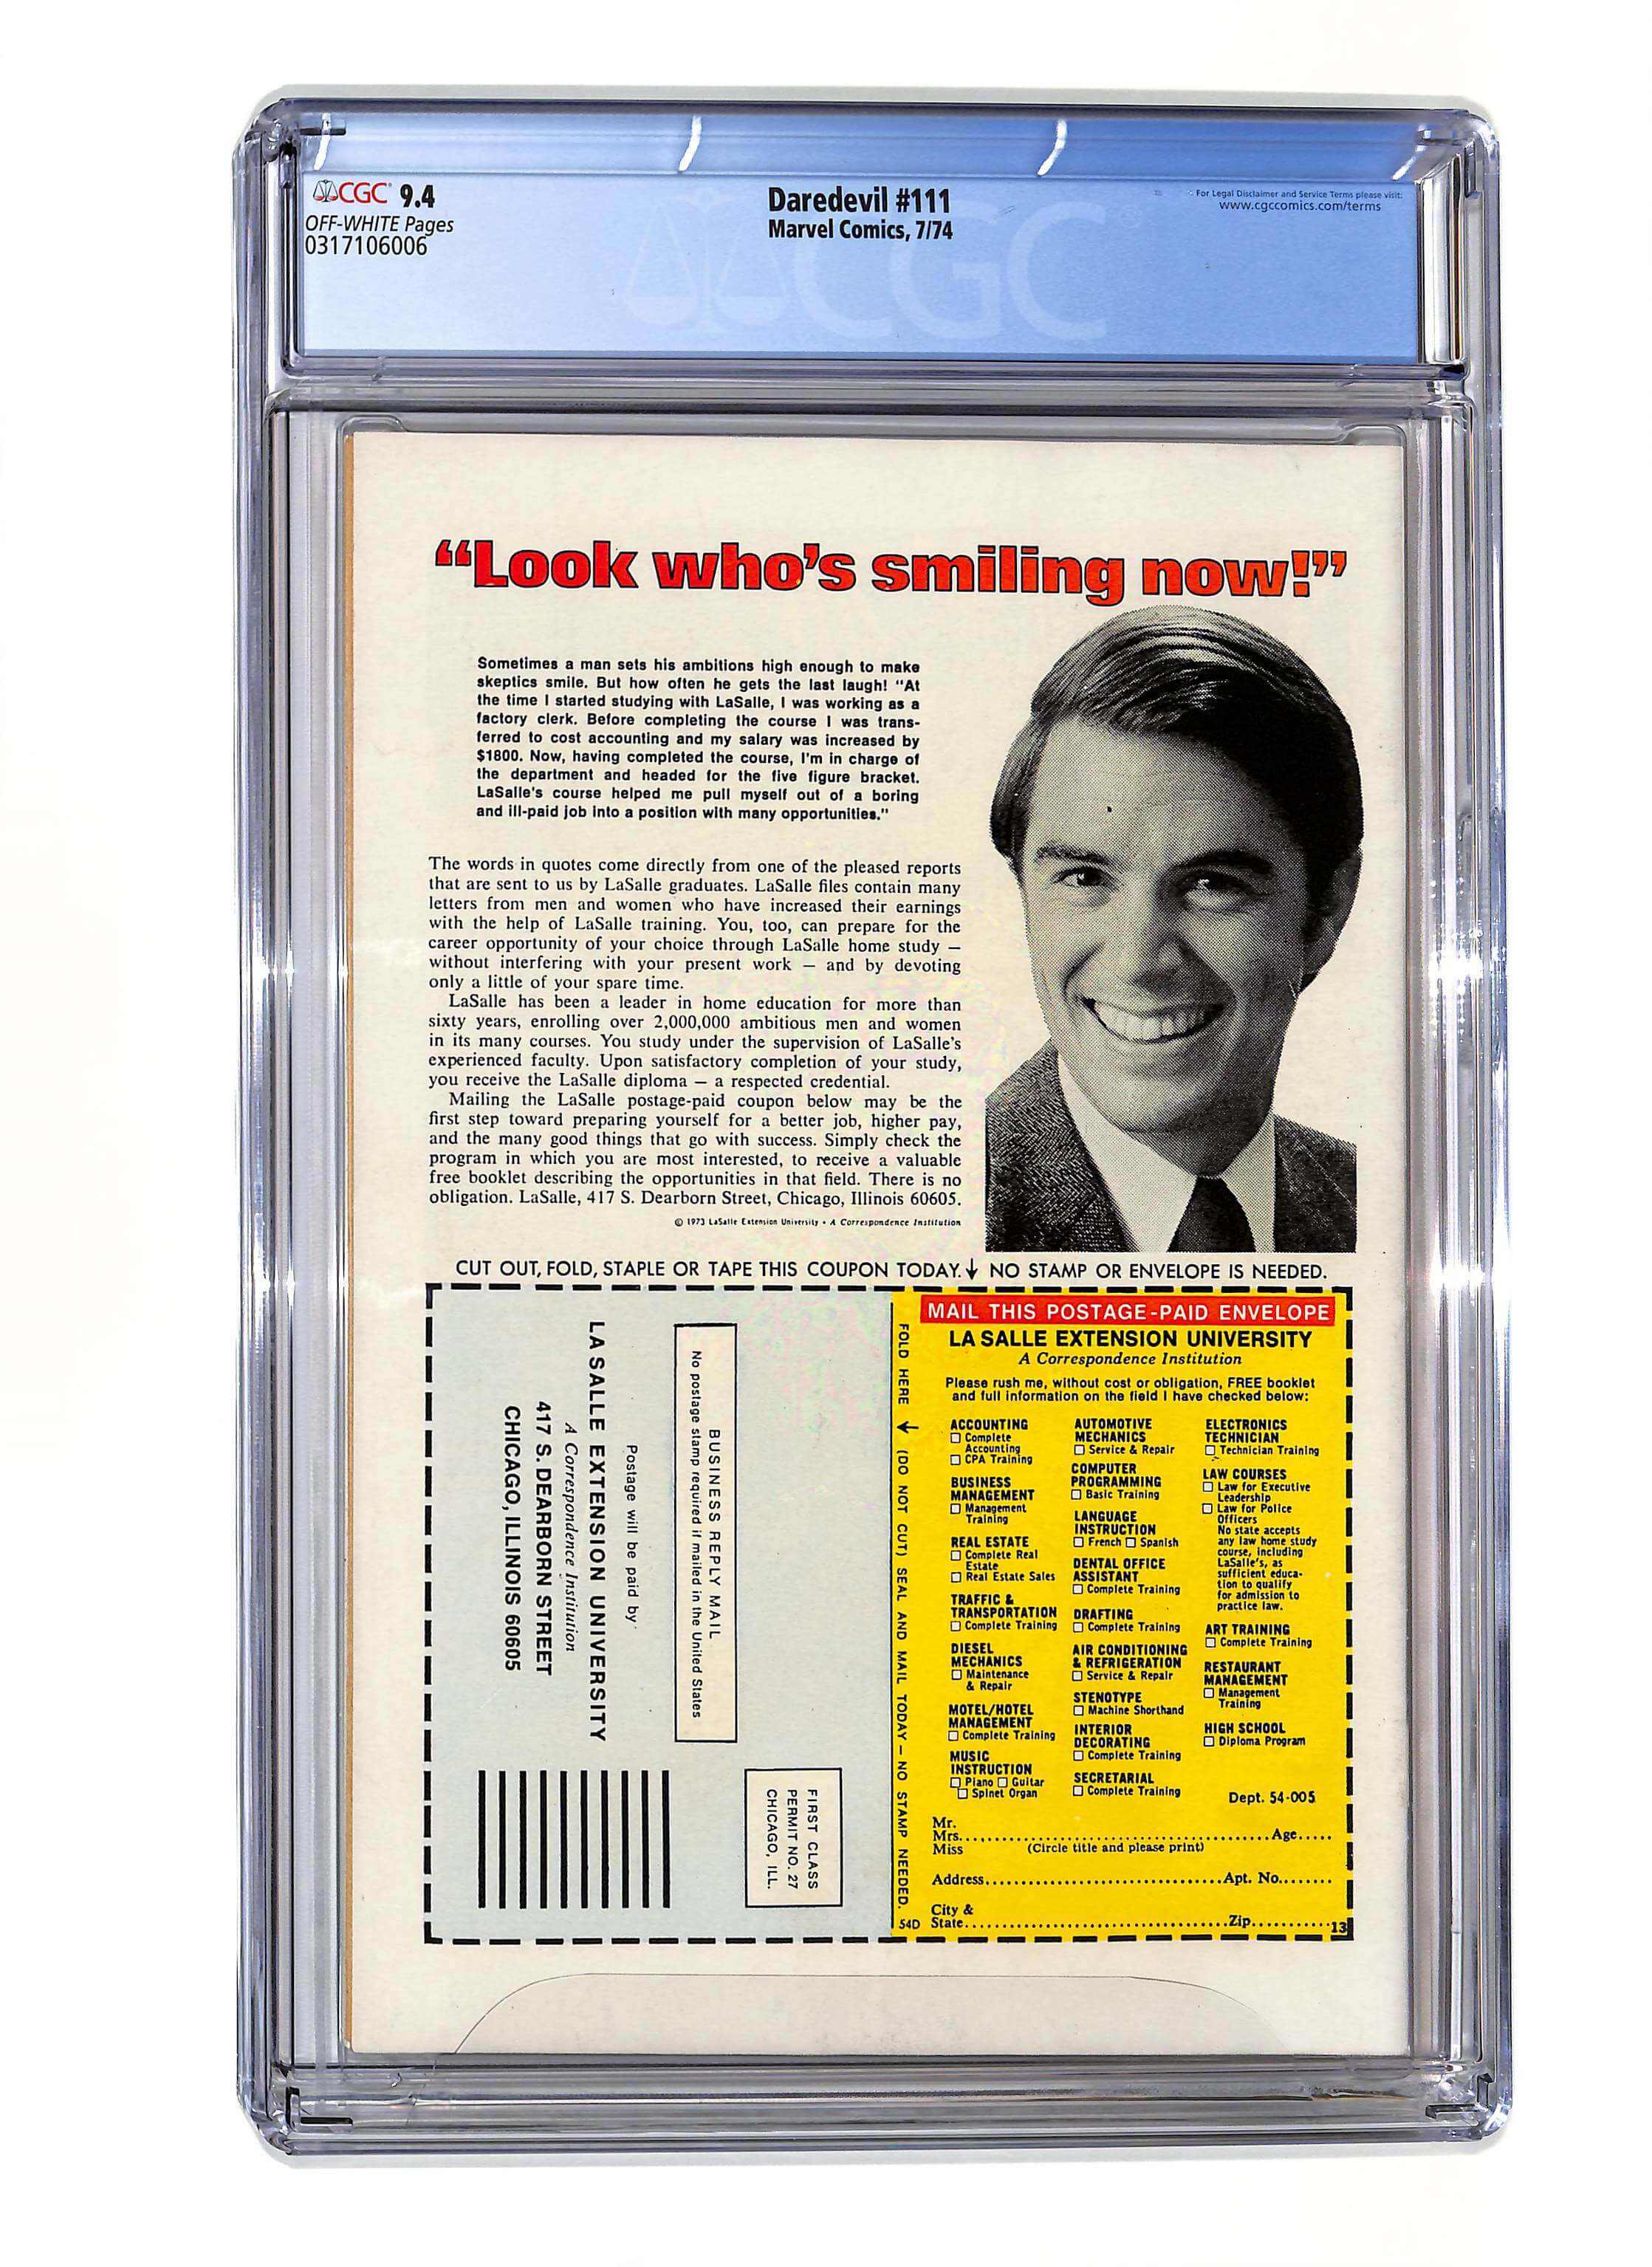 CGC 9.4
OFF-WHITE Pages
0317106006
Daredevil #111
Marvel Comics, 7/74
For Legal Disclaimer and Service Terms please visit:
www.cgccomics.com/terms
CGC
“Look who’s smiling now!”
Sometimes a man sets his ambitions high enough to make
skeptics smile. But how often he gets the last laugh! “At
the time I started studying with LaSalle, I was working as a
factory clerk. Before completing the course I was trans-
ferred to cost accounting and my salary was increased by
$1800. Now, having completed the course, I'm in charge of
the department and headed for the five figure bracket.
LaSalle's course helped me pull myself out of a boring
and ill-paid job into a position with many opportunities.”
The words in quotes come directly from one of the pleased reports
that are sent to us by LaSalle graduates. LaSalle files contain many
letters from men and women who have increased their earnings
with the help of LaSalle training. You, too, can prepare for the
career opportunity of your choice through LaSalle home study —
without interfering with your present work — and by devoting
only a little of your spare time.
LaSalle has been a leader in home education for more than
sixty years, enrolling over 2,000,000 ambitious men and women
in its many courses. You study under the supervision of LaSalle's
experienced faculty. Upon satisfactory completion of your study,
you receive the LaSalle diploma — a respected credential.
Mailing the LaSalle postage-paid coupon below may be the
first step toward preparing yourself for a better job, higher pay,
and the many good things that go with success. Simply check the
program in which you are most interested, to receive a valuable
free booklet describing the opportunities in that field. There is no
obligation. LaSalle, 417 S. Dearborn Street, Chicago, Illinois 60605.
© 1973 LaSalle Extension University • A Correspondence Institution
CUT OUT, FOLD, STAPLE OR TAPE THIS COUPON TODAY. ↓ NO STAMP OR ENVELOPE IS NEEDED.
FIRST CLASS
PERMIT NO. 27
CHICAGO, ILL.
BUSINESS REPLY MAIL
No postage stamp required if mailed in the United States
Postage will be paid by
LA SALLE EXTENSION UNIVERSITY
A Correspondence Institution
417 S. DEARBORN STREET
CHICAGO, ILLINOIS 60605
FOLD HERE ↓ (DO NOT CUT) SEAL AND MAIL TODAY — NO STAMP NEEDED.
54D
MAIL THIS POSTAGE-PAID ENVELOPE
LA SALLE EXTENSION UNIVERSITY
A Correspondence Institution
Please rush me, without cost or obligation, FREE booklet
and full information on the field I have checked below:
ACCOUNTING
☐ Complete
Accounting
☐ CPA Training
BUSINESS
MANAGEMENT
☐ Management
Training
REAL ESTATE
☐ Complete Real
Estate
☐ Real Estate Sales
TRAFFIC &
TRANSPORTATION
☐ Complete Training
DIESEL
MECHANICS
☐ Maintenance
& Repair
MOTEL/HOTEL
MANAGEMENT
☐ Complete Training
MUSIC
INSTRUCTION
☐ Piano ☐ Guitar
☐ Spinet Organ
AUTOMOTIVE
MECHANICS
☐ Service & Repair
COMPUTER
PROGRAMMING
☐ Basic Training
LANGUAGE
INSTRUCTION
☐ French ☐ Spanish
DENTAL OFFICE
ASSISTANT
☐ Complete Training
DRAFTING
☐ Complete Training
AIR CONDITIONING
& REFRIGERATION
☐ Service & Repair
STENOTYPE
☐ Machine Shorthand
INTERIOR
DECORATING
☐ Complete Training
SECRETARIAL
☐ Complete Training
ELECTRONICS
TECHNICIAN
☐ Technician Training
LAW COURSES
☐ Law for Executive
Leadership
☐ Law for Police
Officers
No state accepts
any law home study
course, including
LaSalle's, as
sufficient educa-
tion to qualify
for admission to
practice law.
ART TRAINING
☐ Complete Training
RESTAURANT
MANAGEMENT
☐ Management
Training
HIGH SCHOOL
☐ Diploma Program
Dept. 54-005
Mr.
Mrs. Age
Miss (Circle title and please print)
Address Apt. No.
City &
State Zip
13